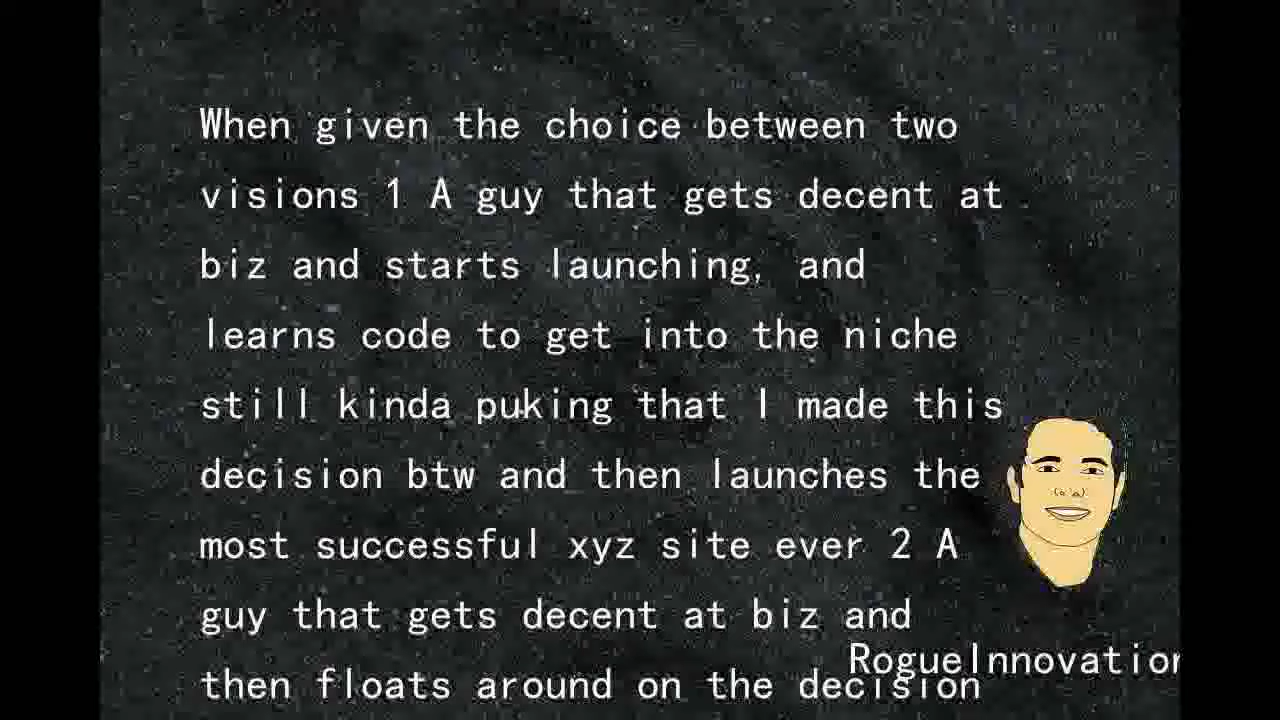 When given the choice between two
visions 1 A guy that gets decent at
biz and starts launching, and
learns code to get into the niche
still kinda puking that I made this
decision btw and then launches the
most successful xyz site ever 2 A
guy that gets decent at biz and
RogueInnovation
then floats around on the decision